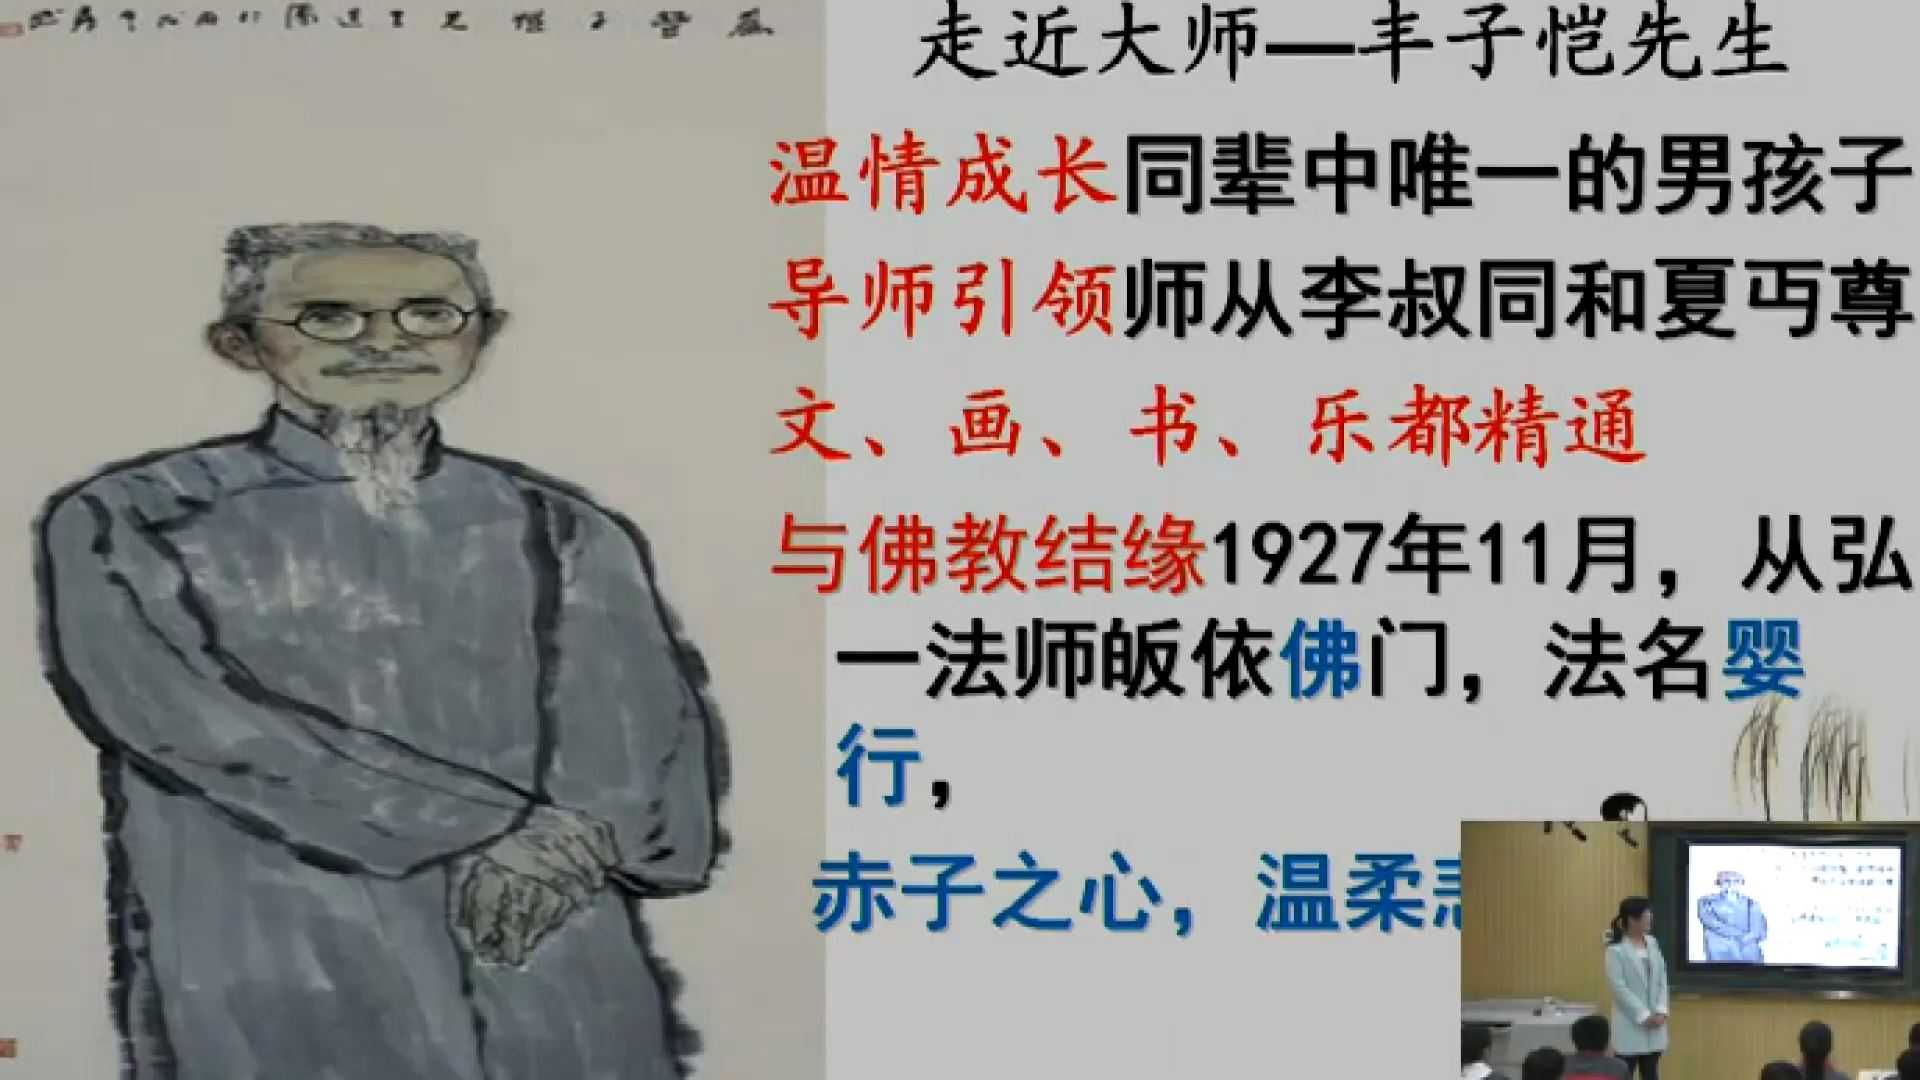 走近大师—丰子恺先生
温情成长同辈中唯一的男孩子
导师引领师从李叔同和夏丏尊
文、画、书、乐都精通
与佛教结缘1927年11月，从弘
一法师皈依佛门，法名婴
行，
赤子之心，温柔